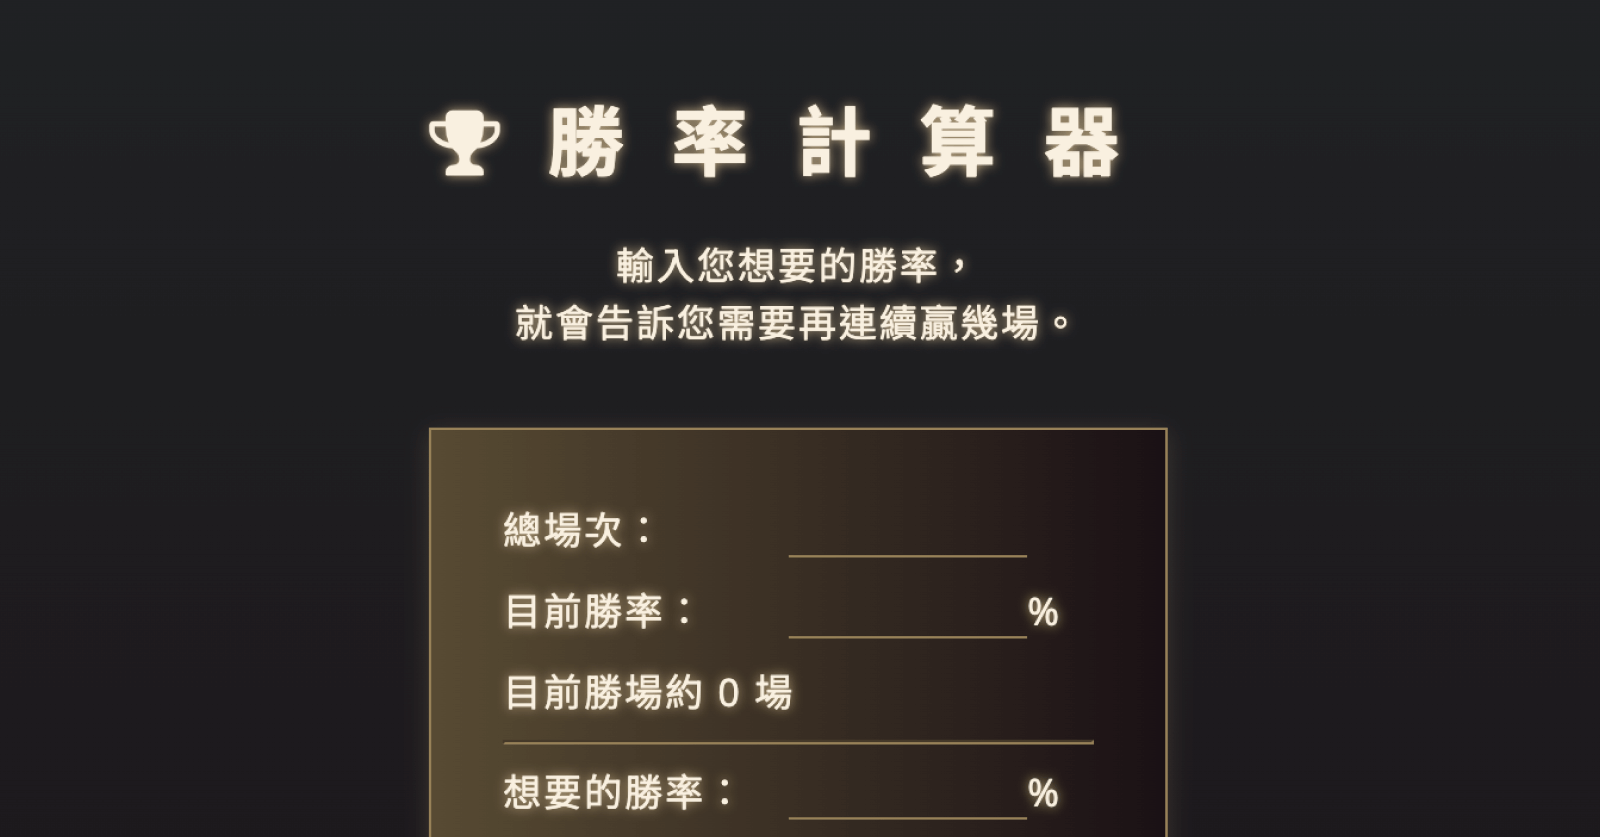 勝率計算器
輸入您想要的勝率，
就會告訴您需要再連續贏幾場。
總場次：
目前勝率： %
目前勝場約 0 場
想要的勝率： %